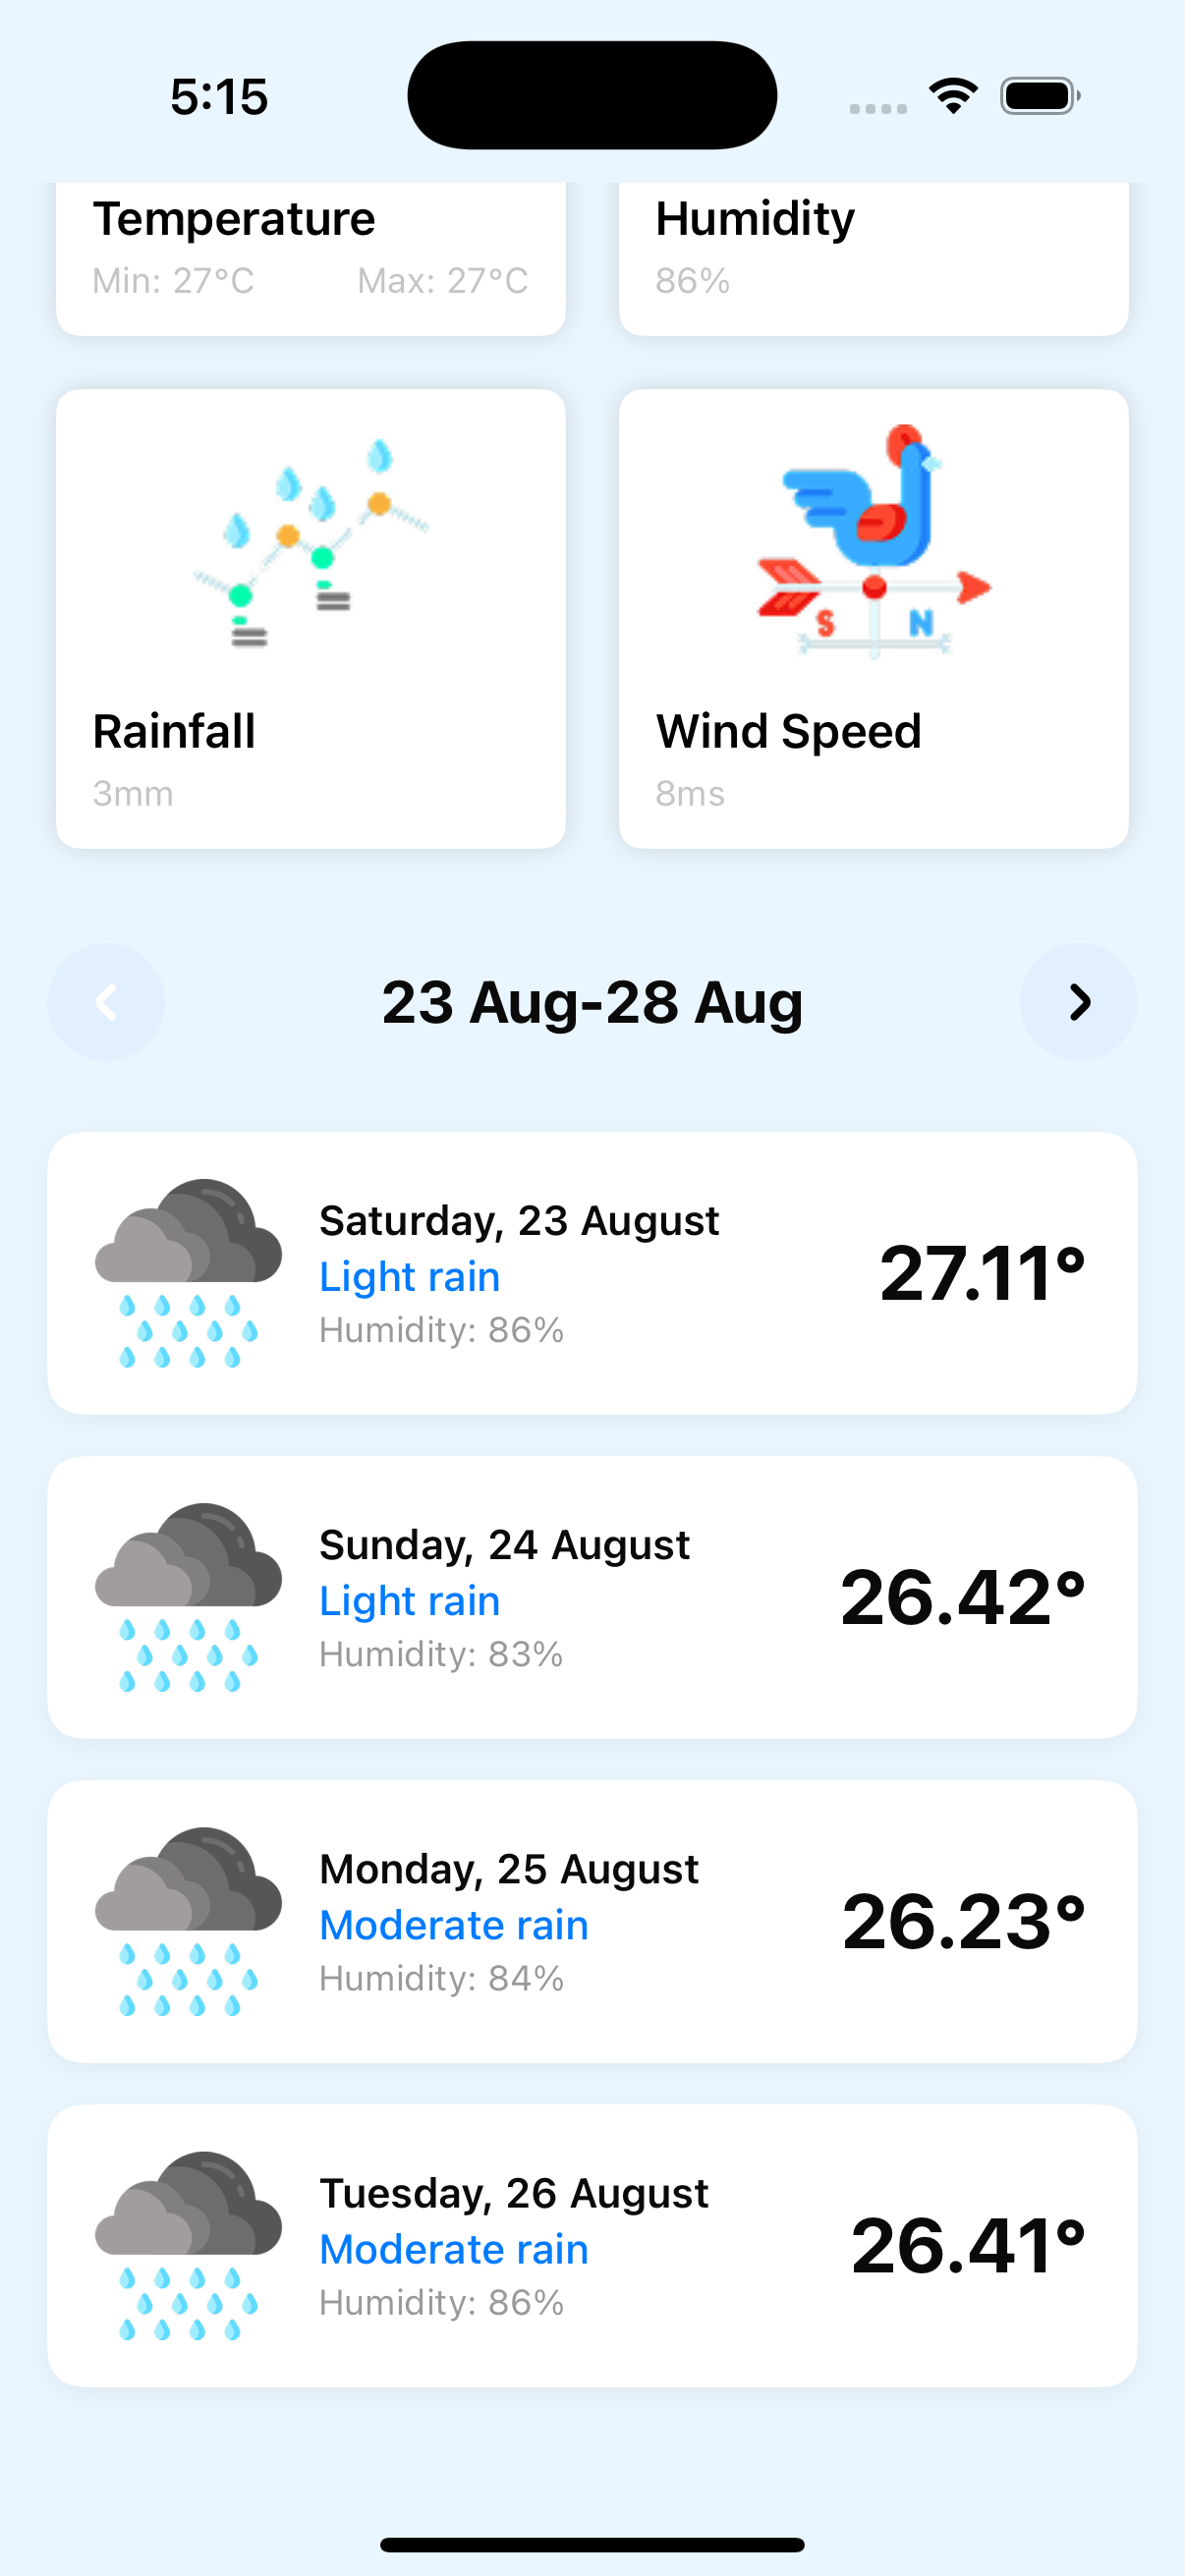 5:15
Temperature
Min: 27°C Max: 27°C
Humidity
86%
Rainfall
3mm
S N
Wind Speed
8ms
23 Aug-28 Aug
Saturday, 23 August
Light rain
Humidity: 86%
27.11°
Sunday, 24 August
Light rain
Humidity: 83%
26.42°
Monday, 25 August
Moderate rain
Humidity: 84%
26.23°
Tuesday, 26 August
Moderate rain
Humidity: 86%
26.41°